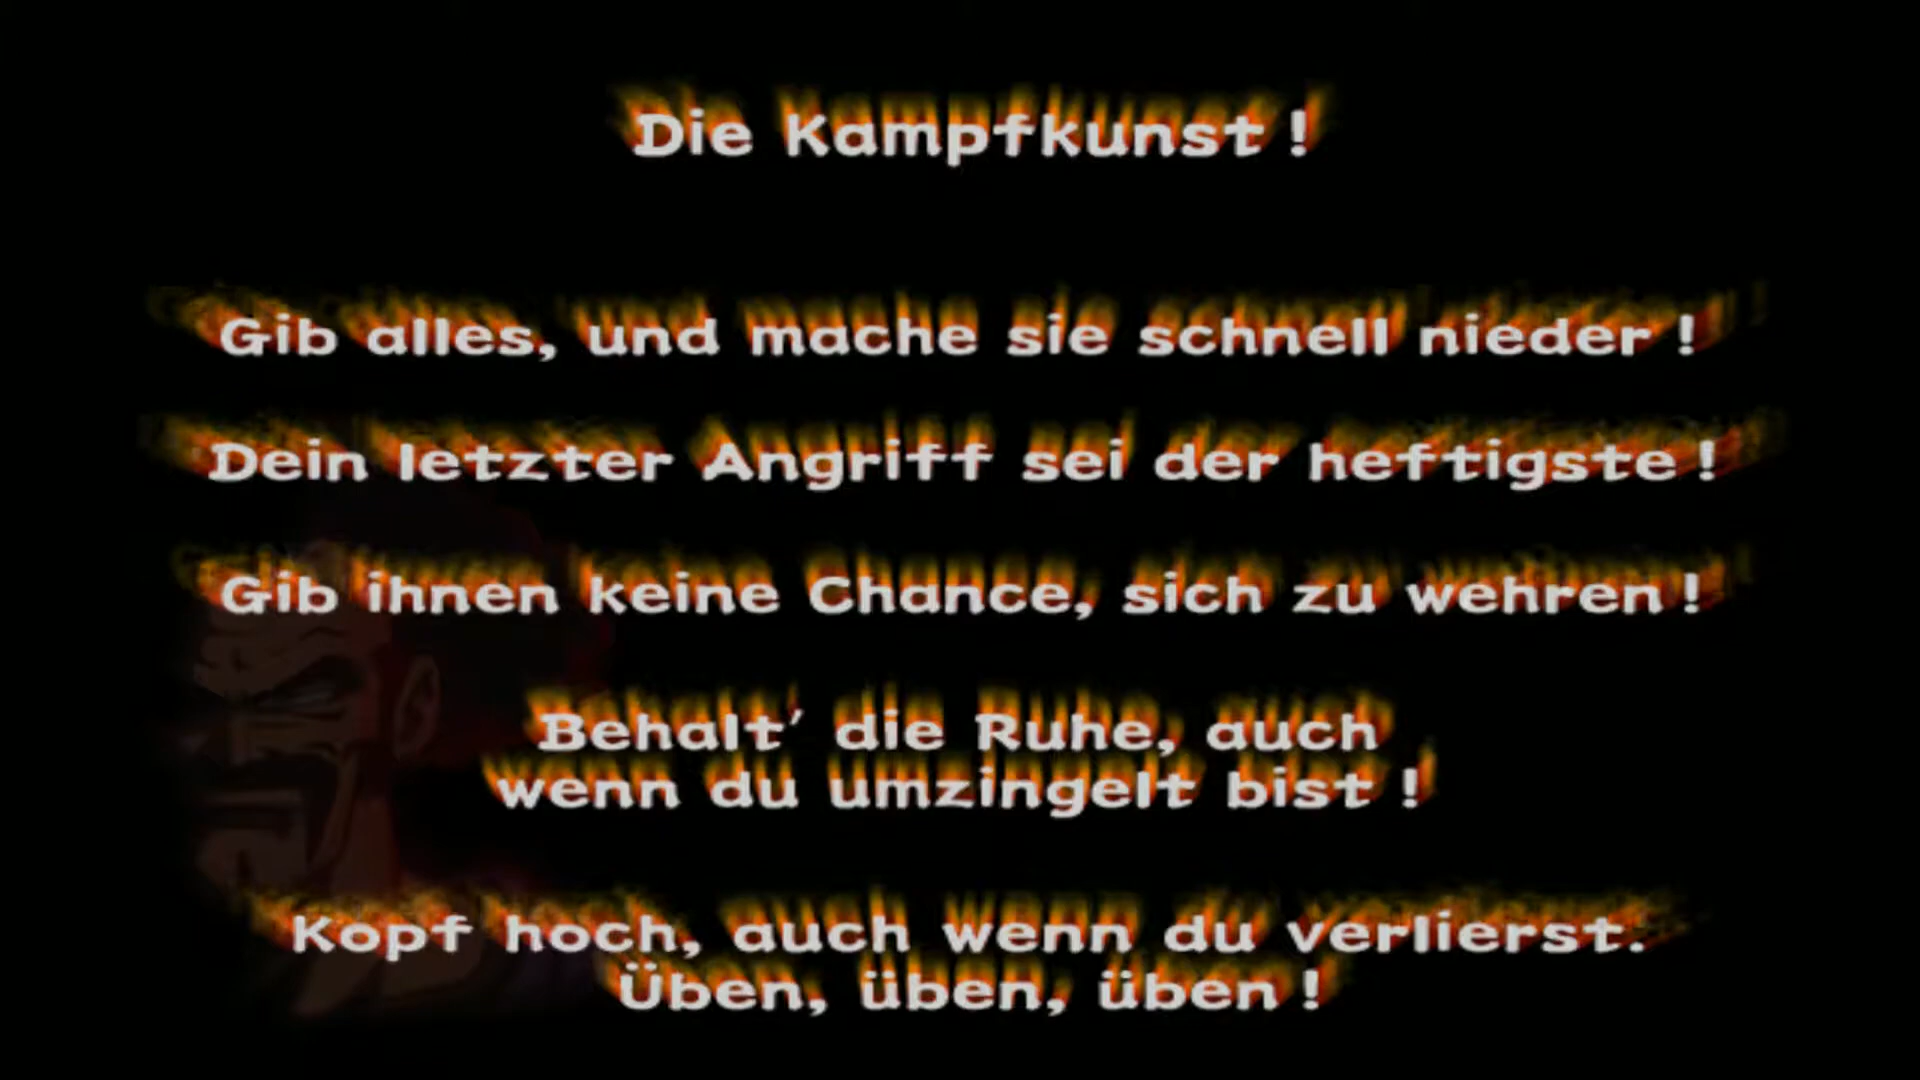 Die Kampfkunst !
Gib alles, und mache sie schnell nieder !
Dein letzter Angriff sei der heftigste !
Gib ihnen keine Chance, sich zu wehren !
Behalt' die Ruhe, auch
wenn du umzingelt bist !
Kopf hoch, auch wenn du verlierst.
Üben, üben, üben !